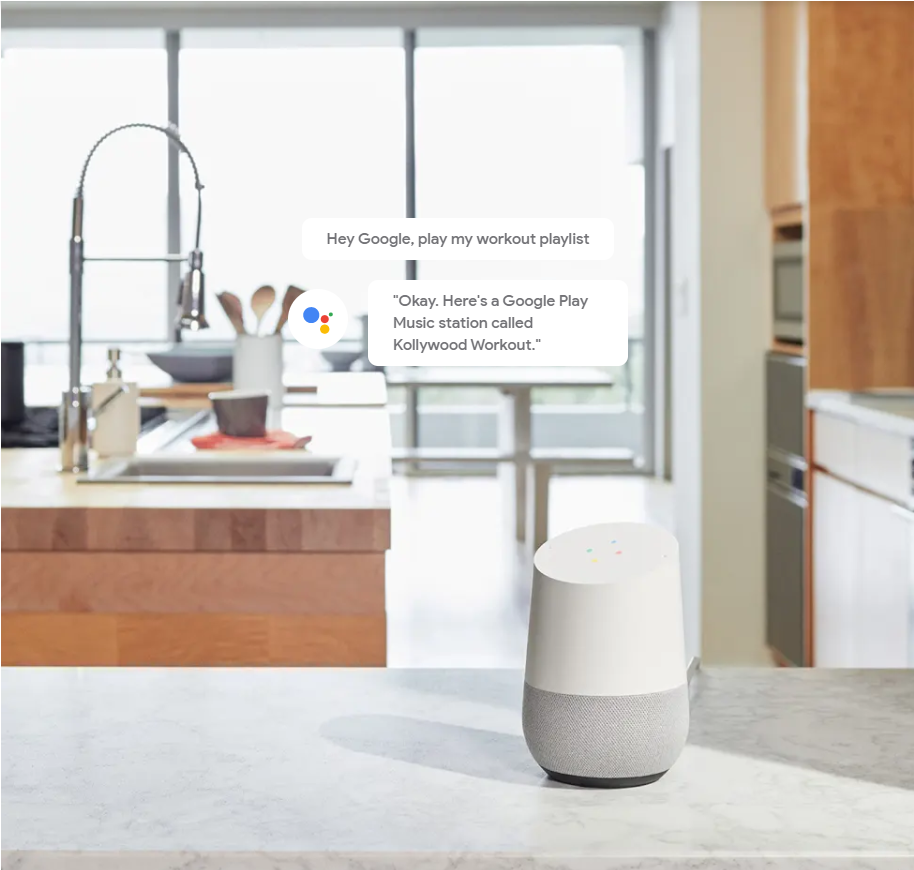 Hey Google, play my workout playlist
"Okay. Here's a Google Play
Music station called
Kollywood Workout."